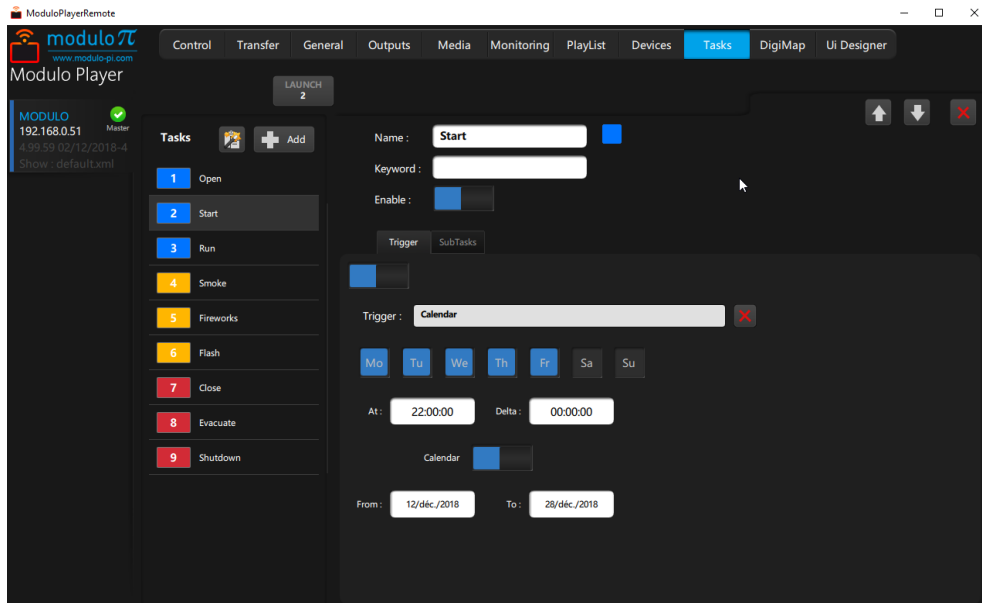 ModuloPlayerRemote
moduloπ
www.modulo-pi.com
Modulo Player
Control Transfer General Outputs Media Monitoring PlayList Devices Tasks DigiMap Ui Designer
LAUNCH
2
MODULO
192.168.0.51 Master
4.99.59 02/12/2018-4
Show : default.xml
Tasks Add
1 Open
2 Start
3 Run
4 Smoke
5 Fireworks
6 Flash
7 Close
8 Evacuate
9 Shutdown
Name : Start
Keyword :
Enable :
Trigger SubTasks
Trigger : Calendar
Mo Tu We Th Fr Sa Su
At : 22:00:00 Delta : 00:00:00
Calendar
From : 12/déc./2018 To : 28/déc./2018